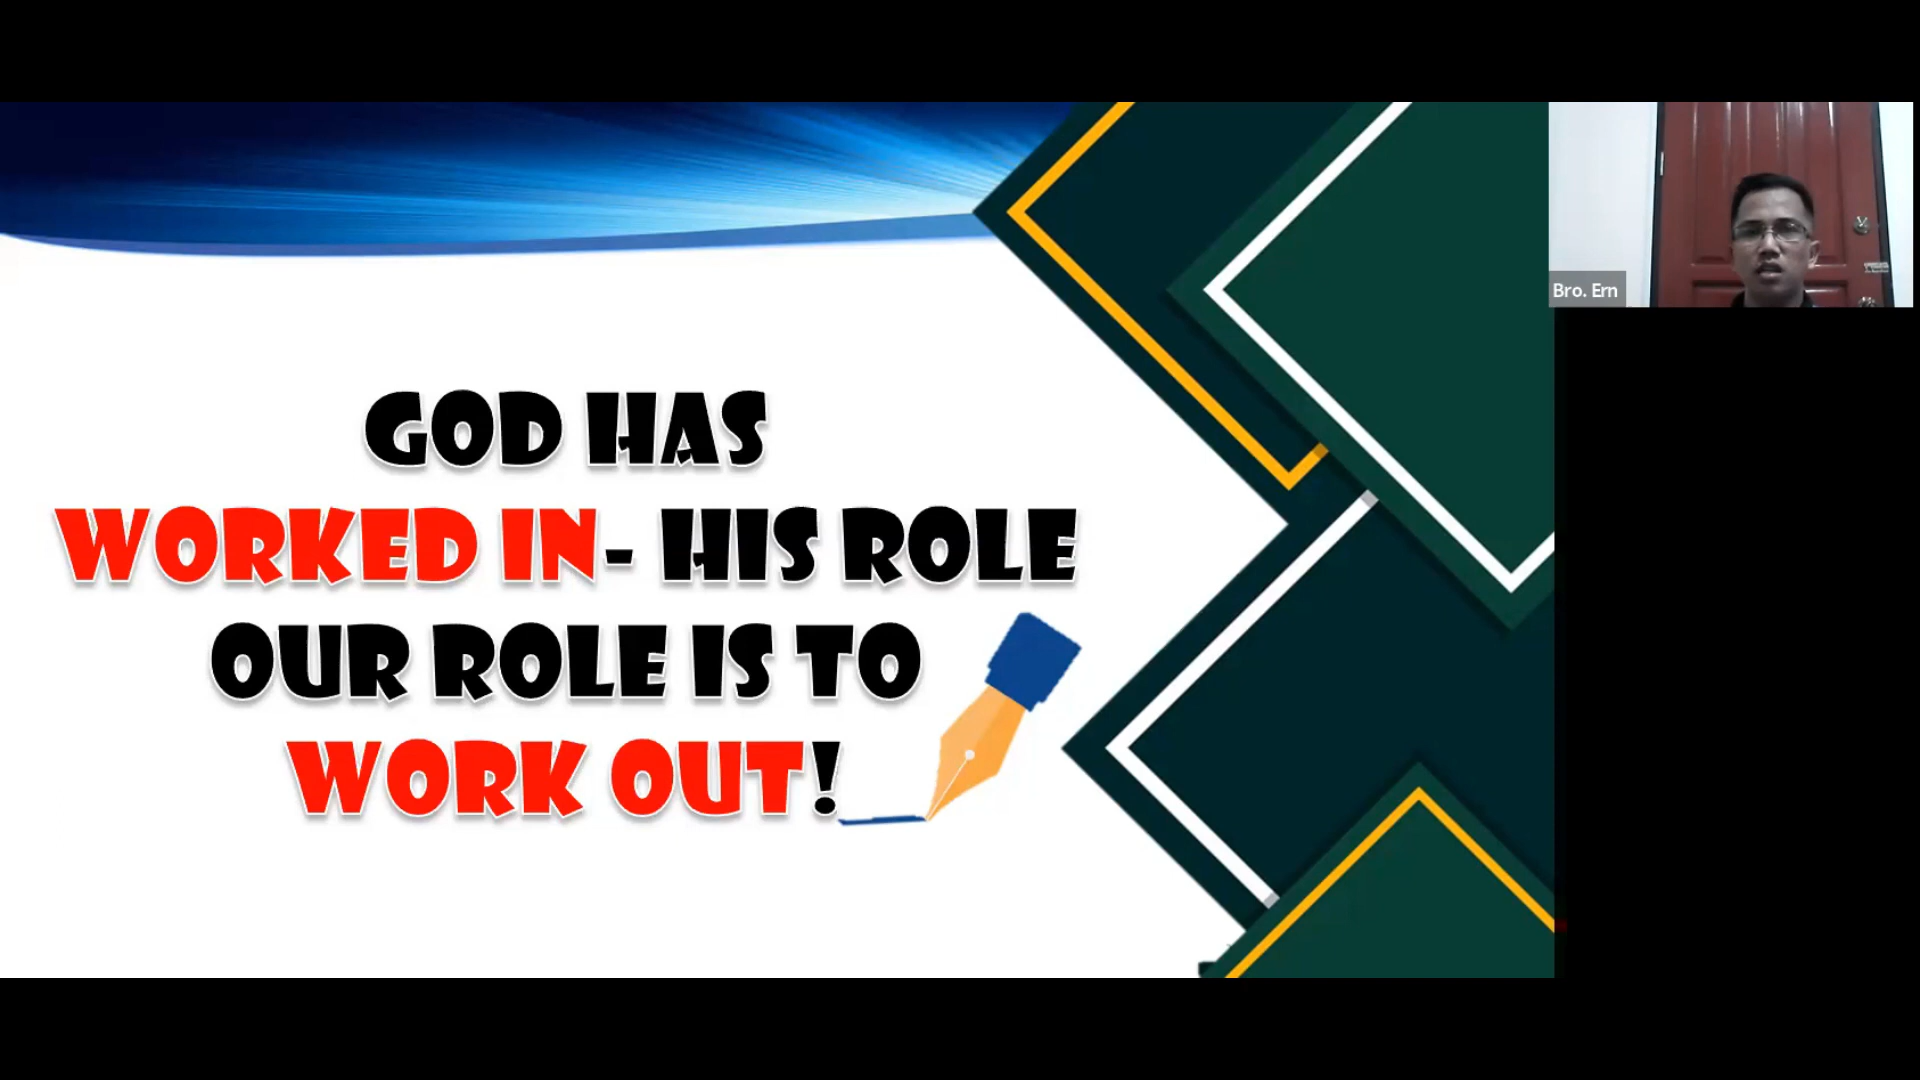 GOD HAS
WORKED IN- HIS ROLE
OUR ROLE IS TO
WORK OUT!
Bro. Ern